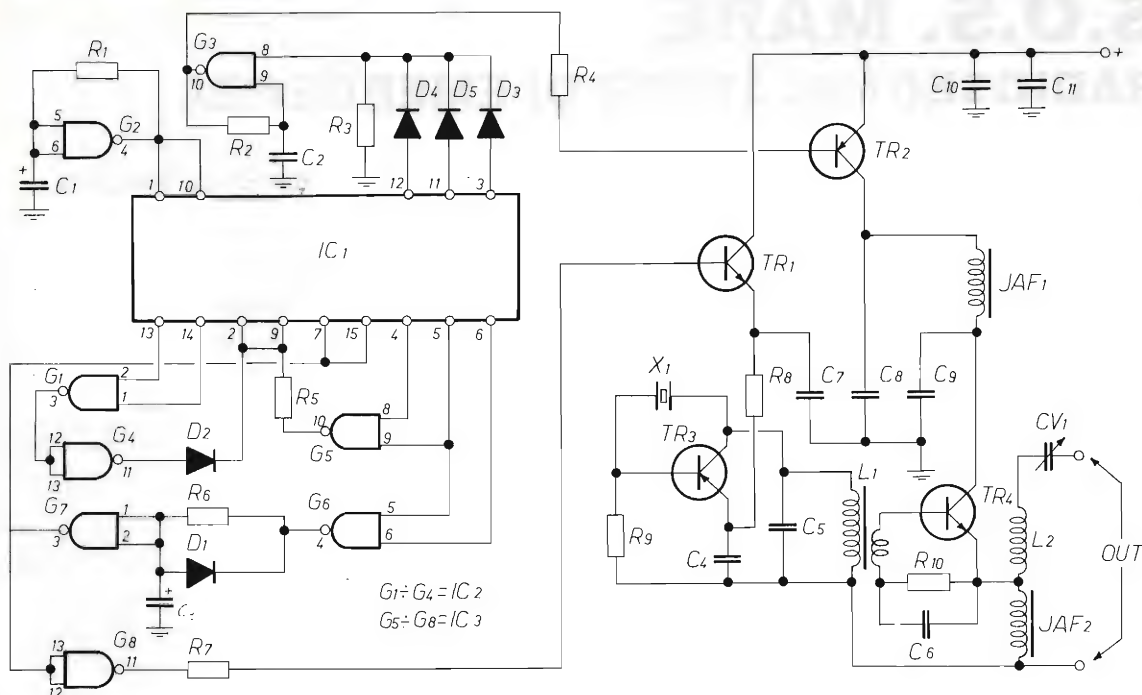 S.O.S. MARE
R1
G2
5
6
4
C1
+
1
10
G3
10
8
9
R2
C2
R3
D4
D5
D3
12
11
3
R4
IC1
13
14
2
9
7
15
4
5
6
G1
3
2
1
R5
10
G5
8
9
12
13
G4
11
D2
G7
3
1
2
R6
D1
+
G6
4
5
6
G1÷G4=IC2
G5÷G8=IC3
13
12
G8
11
R7
TR1
TR2
C10
C11
+
JAF1
X1
R8
C7
C8
C9
TR3
R9
C4
C5
L1
TR4
R10
C6
CV1
L2
JAF2
OUT